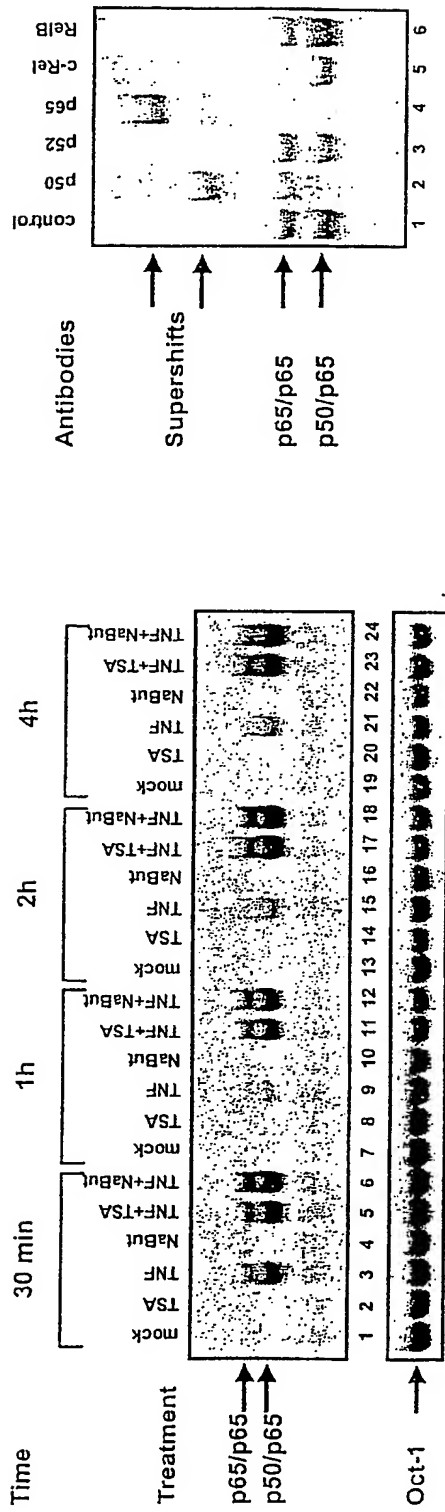 Time
30 min
1h
2h
4h
Treatment
mock
TSA
TNF
NaBut
TNF+TSA
TNF+NaBut
mock
TSA
TNF
NaBut
TNF+TSA
TNF+NaBut
mock
TSA
TNF
NaBut
TNF+TSA
TNF+NaBut
mock
TSA
TNF
NaBut
TNF+TSA
TNF+NaBut
p65/p65
p50/p65
1 2 3 4 5 6 7 8 9 10 11 12 13 14 15 16 17 18 19 20 21 22 23 24
Oct-1
Antibodies
control
p50
p52
p65
c-Rel
RelB
Supershifts
p65/p65
p50/p65
1 2 3 4 5 6